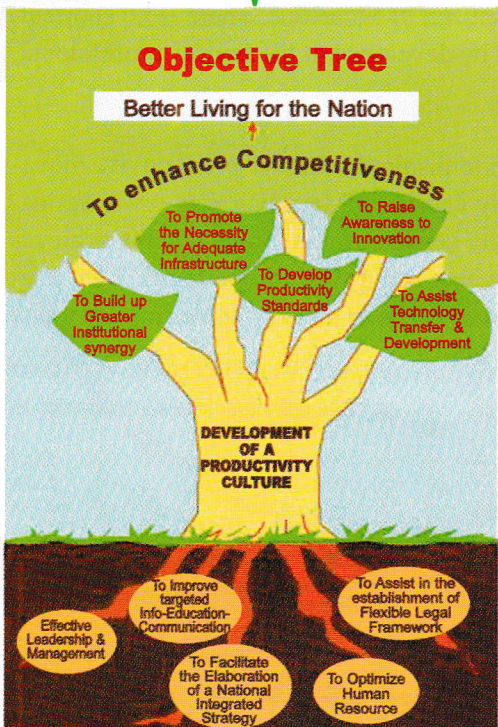 Objective Tree
Better Living for the Nation
To enhance Competitiveness
To Promote
the Necessity
for Adequate
Infrastructure
To Raise
Awareness to
Innovation
To Develop
Productivity
Standards
To Build up
Greater
Institutional
synergy
To Assist
Technology
Transfer &
Development
DEVELOPMENT
OF A
PRODUCTIVITY
CULTURE
To Improve
targeted
Info-Education-
Communication
To Assist in the
establishment of
Flexible Legal
Framework
Effective
Leadership &
Management
To Facilitate
the Elaboration
of a National
Integrated
Strategy
To Optimize
Human
Resource